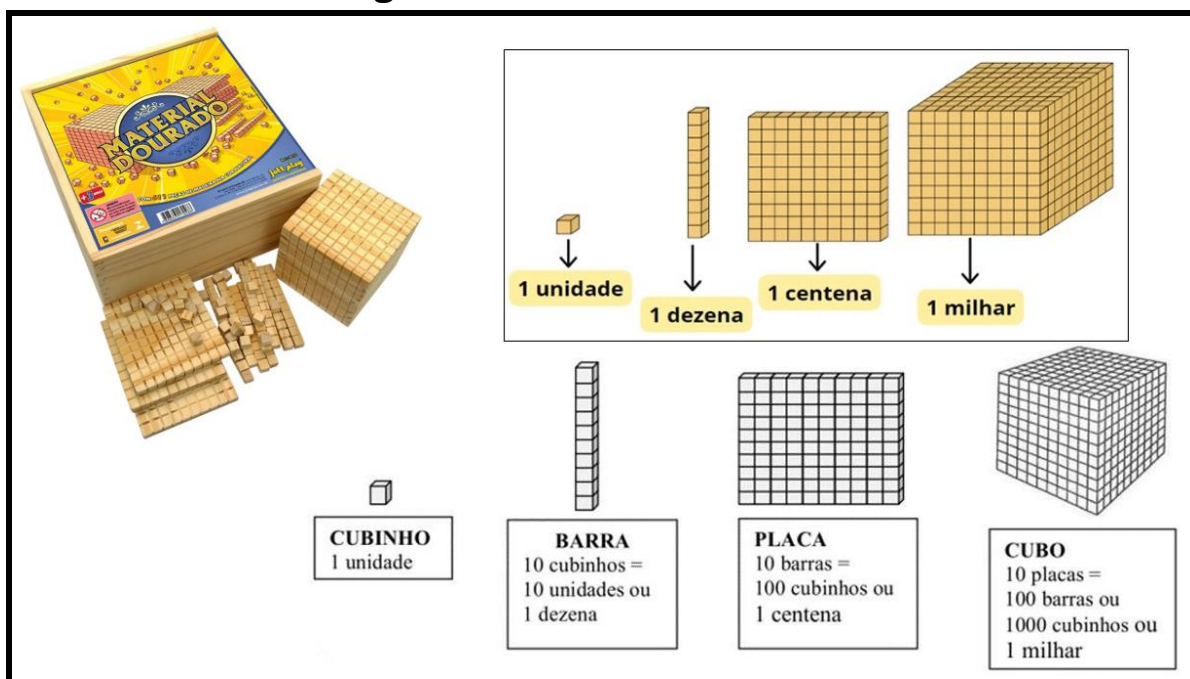 MATERIAL
DOURADO
1 unidade
1 dezena
1 centena
1 milhar
CUBINHO
1 unidade
BARRA
10 cubinhos =
10 unidades ou
1 dezena
PLACA
10 barras =
100 cubinhos ou
1 centena
CUBO
10 placas =
100 barras ou
1000 cubinhos ou
1 milhar